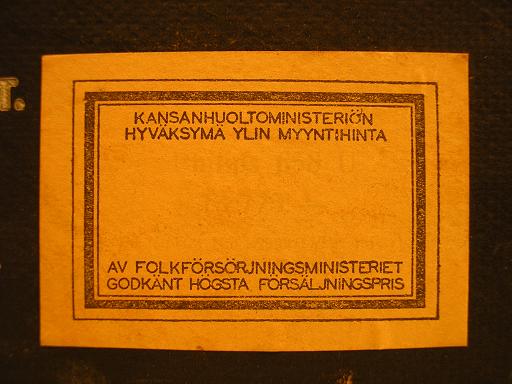 T.
KANSANHUOLTOMINISTERIÖN
HYVÄKSYMÄ YLIN MYYNTIHINTA
AV FOLKFÖRSÖRJNINGSMINISTERIET
GODKÄNT HÖGSTA FÖRSÄLJNINGSPRIS